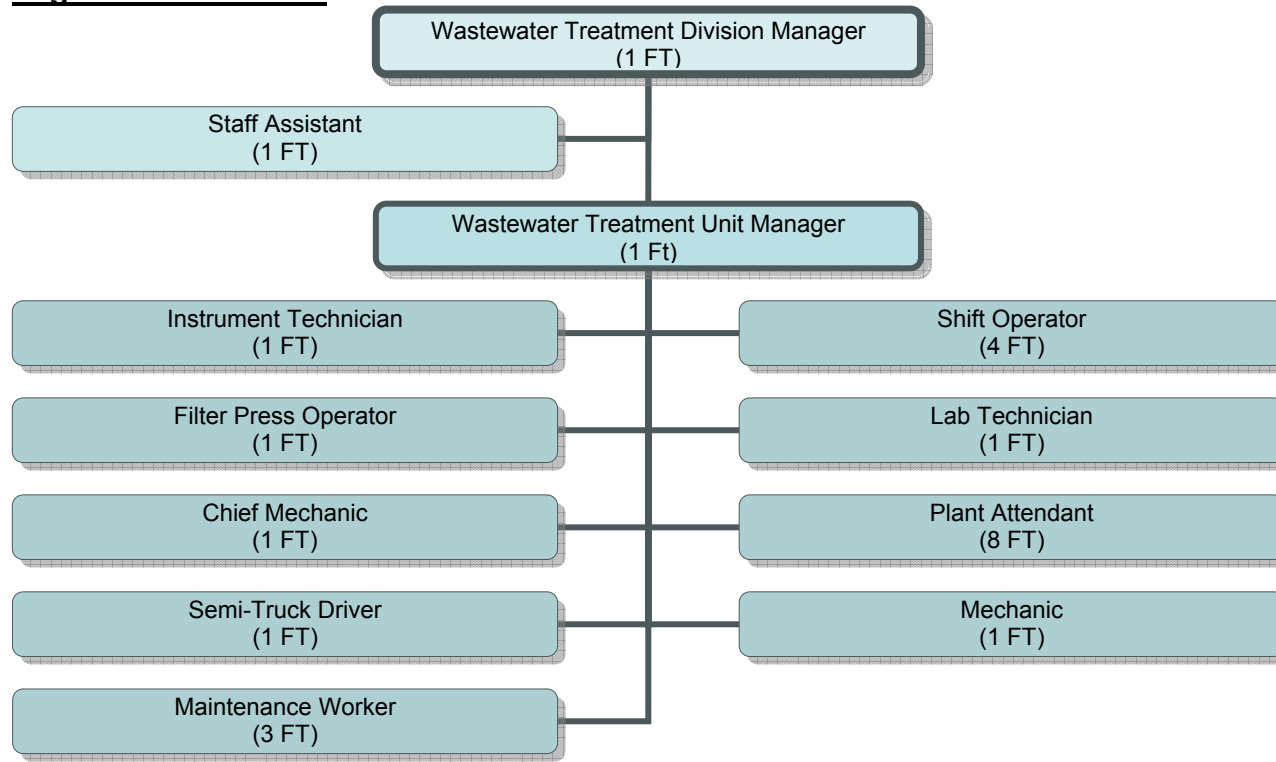 Wastewater Treatment Division Manager
(1 FT)
Staff Assistant
(1 FT)
Wastewater Treatment Unit Manager
(1 Ft)
Instrument Technician
(1 FT)
Shift Operator
(4 FT)
Filter Press Operator
(1 FT)
Lab Technician
(1 FT)
Chief Mechanic
(1 FT)
Plant Attendant
(8 FT)
Semi-Truck Driver
(1 FT)
Mechanic
(1 FT)
Maintenance Worker
(3 FT)